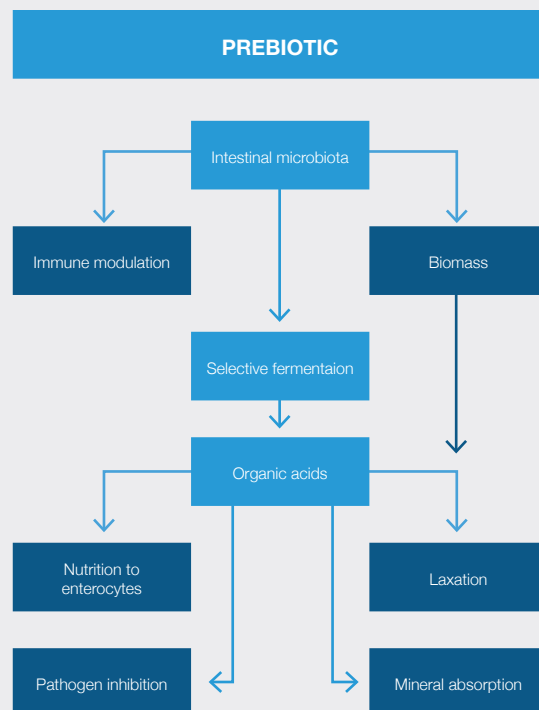 PREBIOTIC
Intestinal microbiota
Immune modulation
Biomass
Selective fermentaion
Organic acids
Nutrition to
enterocytes
Laxation
Pathogen inhibition
Mineral absorption